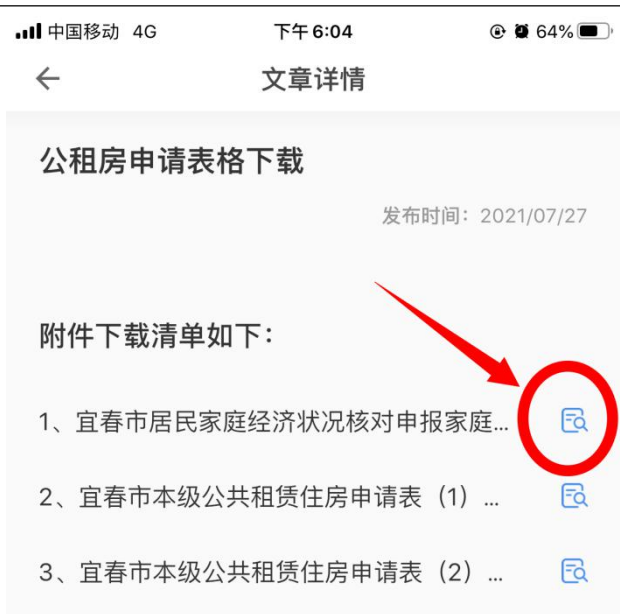 中国移动 4G 下午6:04 64%
文章详情
公租房申请表格下载
发布时间：2021/07/27
附件下载清单如下：
1、宜春市居民家庭经济状况核对申报家庭...
2、宜春市本级公共租赁住房申请表（1）...
3、宜春市本级公共租赁住房申请表（2）...